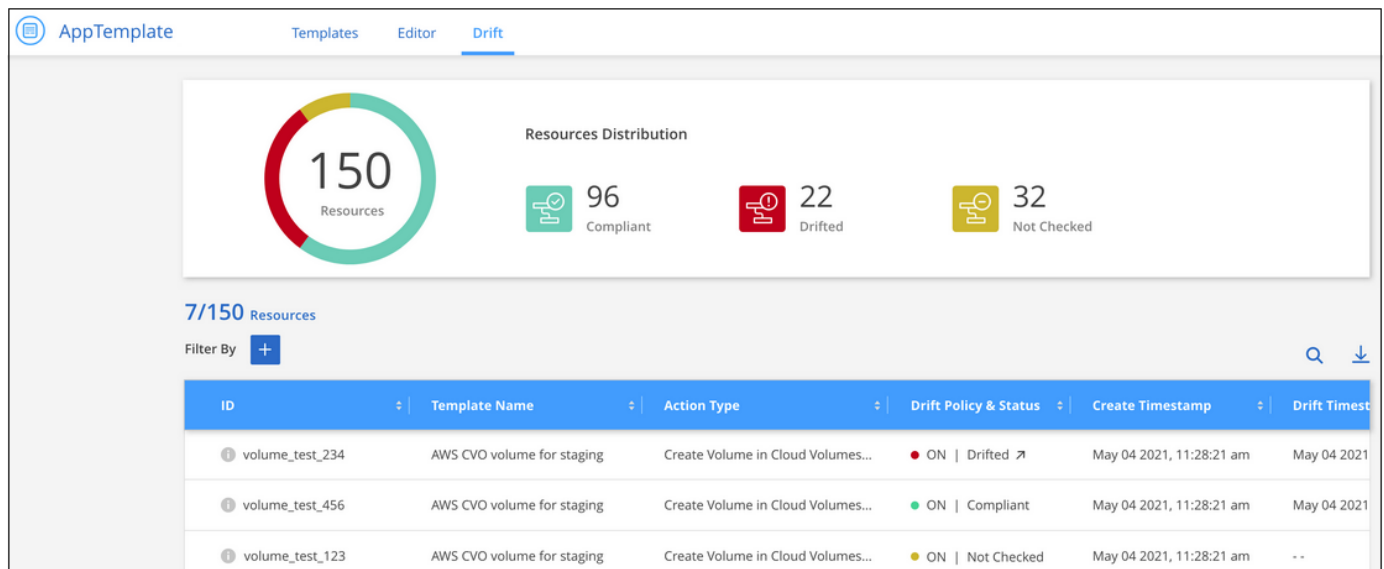 AppTemplate Templates Editor Drift
150
Resources
Resources Distribution
96
Compliant
22
Drifted
32
Not Checked
7/150 Resources
Filter By +
ID Template Name Action Type Drift Policy & Status Create Timestamp Drift Timest
volume_test_234 AWS CVO volume for staging Create Volume in Cloud Volumes... ON | Drifted May 04 2021, 11:28:21 am May 04 2021
volume_test_456 AWS CVO volume for staging Create Volume in Cloud Volumes... ON | Compliant May 04 2021, 11:28:21 am May 04 2021
volume_test_123 AWS CVO volume for staging Create Volume in Cloud Volumes... ON | Not Checked May 04 2021, 11:28:21 am - -